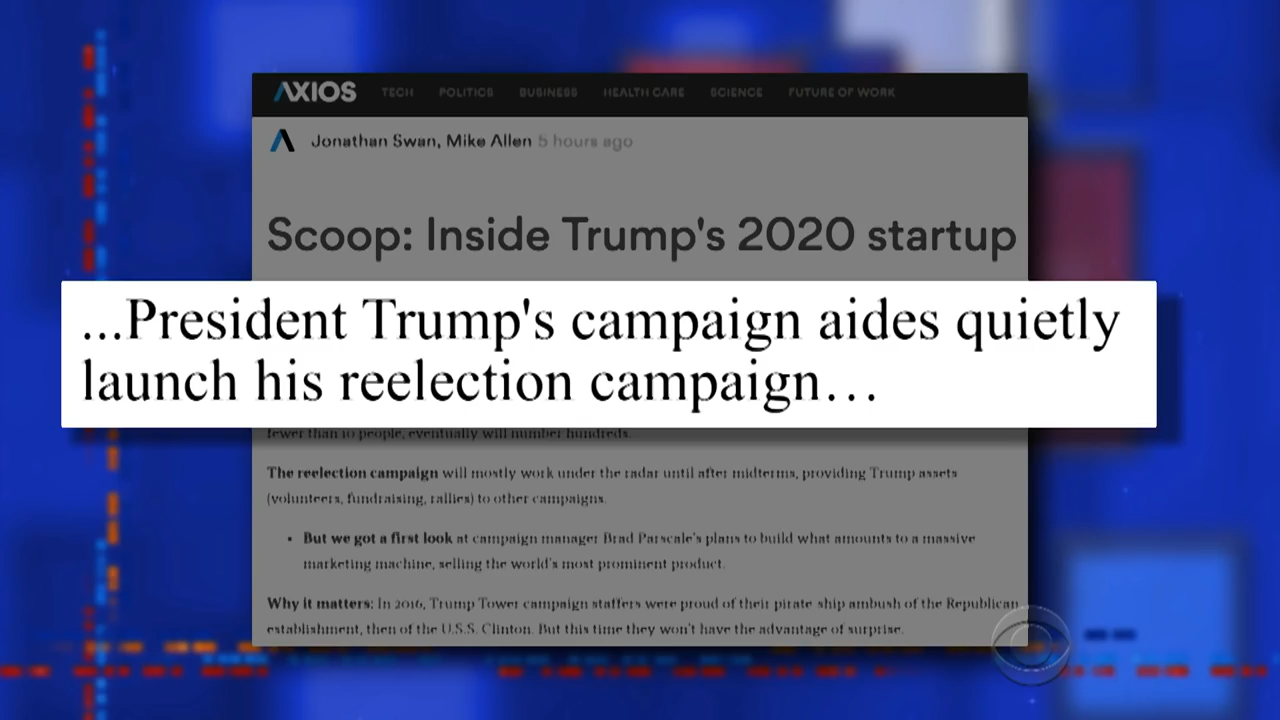 AXIOS TECH POLITICS BUSINESS HEALTH CARE SCIENCE FUTURE OF WORK
Jonathan Swan, Mike Allen 5 hours ago
Scoop: Inside Trump's 2020 startup
...President Trump's campaign aides quietly
launch his reelection campaign…
fewer than 10 people, eventually will number hundreds.
The reelection campaign will mostly work under the radar until after midterms, providing Trump assets
(volunteers, fundraising, rallies) to other campaigns.
• But we got a first look at campaign manager Brad Parscale's plans to build what amounts to a massive
marketing machine, selling the world's most prominent product.
Why it matters: In 2016, Trump Tower campaign staffers were proud of their pirate ship ambush of the Republican
establishment, then of the U.S.S. Clinton. But this time they won't have the advantage of surprise.